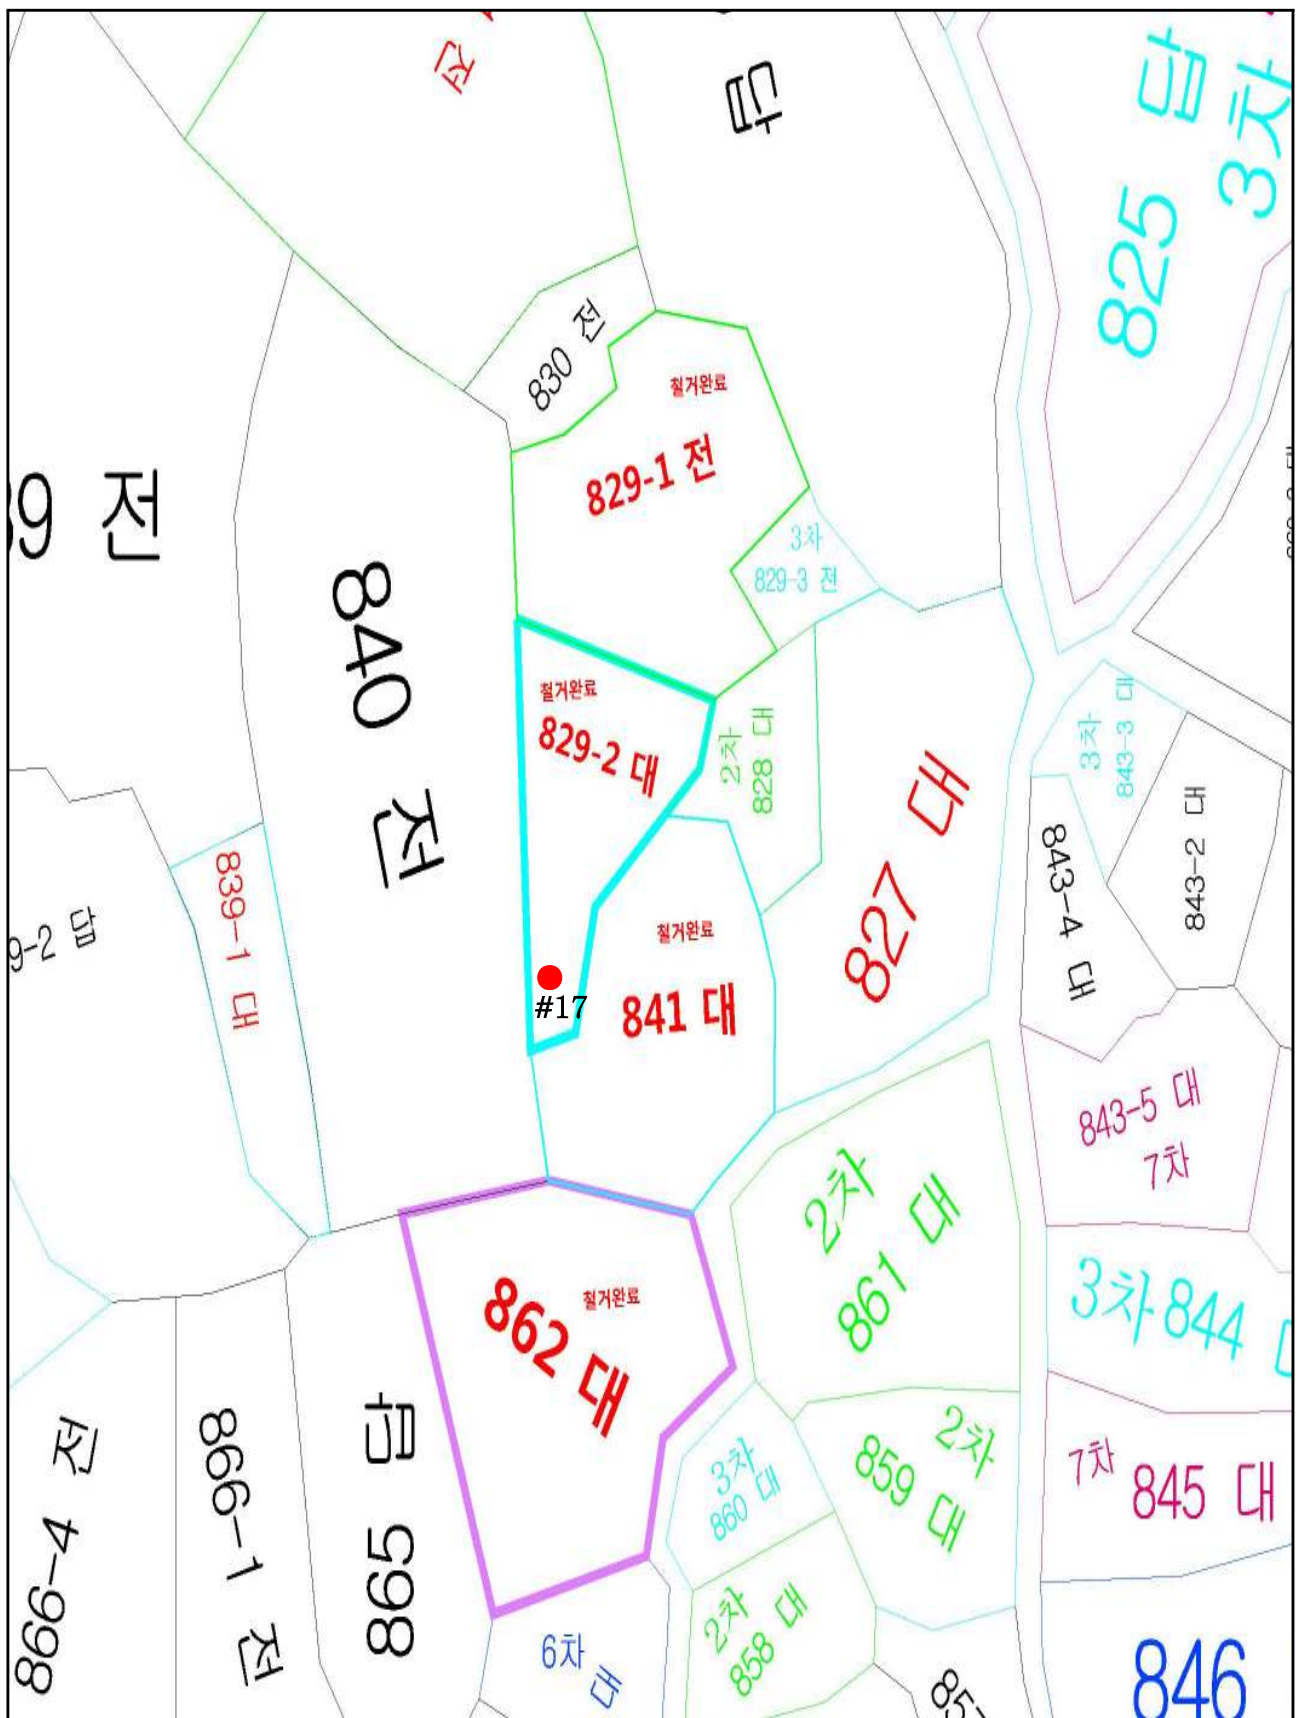 전
답
825 답
3차
830 전
철거완료
829-1 전
3차
829-3 전
전
840 전
철거완료
829-2 대
2차
828 대
827 대
3차
843-3 대
843-2 대
843-4 대
839-1 대
9-2 답
철거완료
841 대
#17
843-5 대
7차
2차
861 대
철거완료
862 대
3차 844
2차
859 대
3차
860 대
7차 845 대
866-4 전
866-1 전
865 답
2차
858 대
6차
대
846